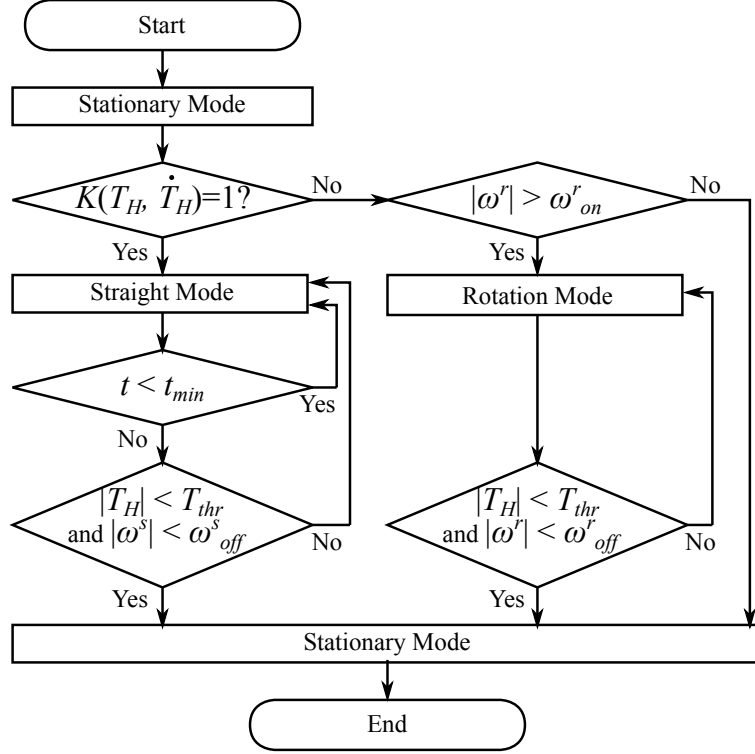 Start
Stationary Mode
K(T_H, Ṫ_H)=1?
No
|ω^r| > ω^r_on
No
Yes
Yes
Straight Mode
Rotation Mode
t < t_min
Yes
No
|T_H| < T_thr
and |ω^s| < ω^s_off
No
|T_H| < T_thr
and |ω^r| < ω^r_off
No
Yes
Yes
Stationary Mode
End